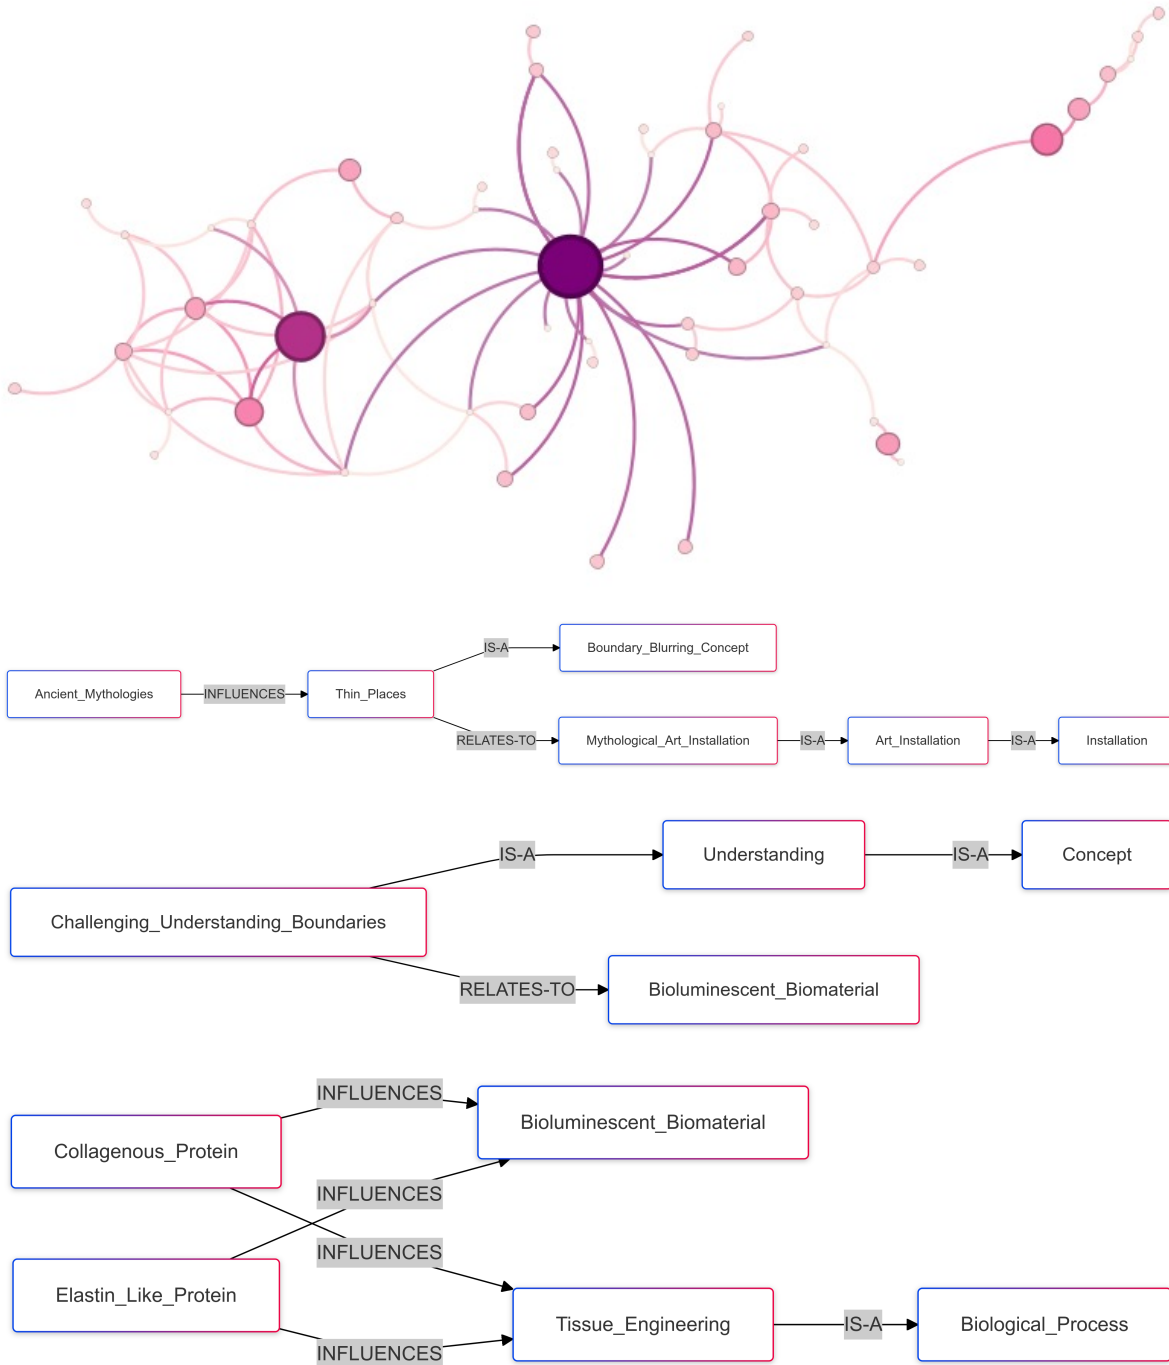 Boundary_Blurring_Concept
IS-A
Ancient_Mythologies
INFLUENCES
Thin_Places
RELATES-TO
Mythological_Art_Installation
IS-A
Art_Installation
IS-A
Installation
IS-A
Understanding
IS-A
Concept
Challenging_Understanding_Boundaries
RELATES-TO
Bioluminescent_Biomaterial
INFLUENCES
Bioluminescent_Biomaterial
Collagenous_Protein
INFLUENCES
INFLUENCES
Elastin_Like_Protein
Tissue_Engineering
IS-A
Biological_Process
INFLUENCES